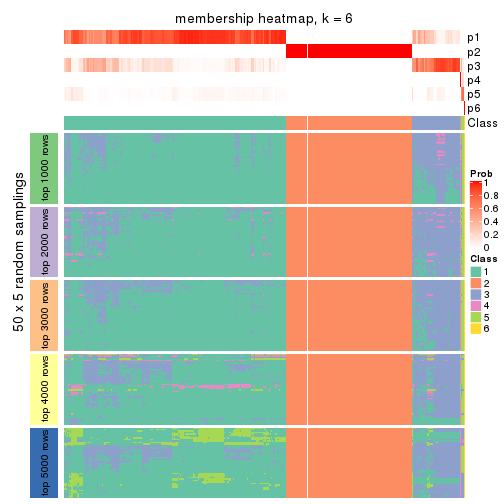 membership heatmap, k = 6
p1
p2
p3
p4
p5
p6
Class
50 x 5 random samplings
top 1000 rows
top 2000 rows
top 3000 rows
top 4000 rows
top 5000 rows
Prob
1
0.8
0.6
0.4
0.2
0
Class
1
2
3
4
5
6